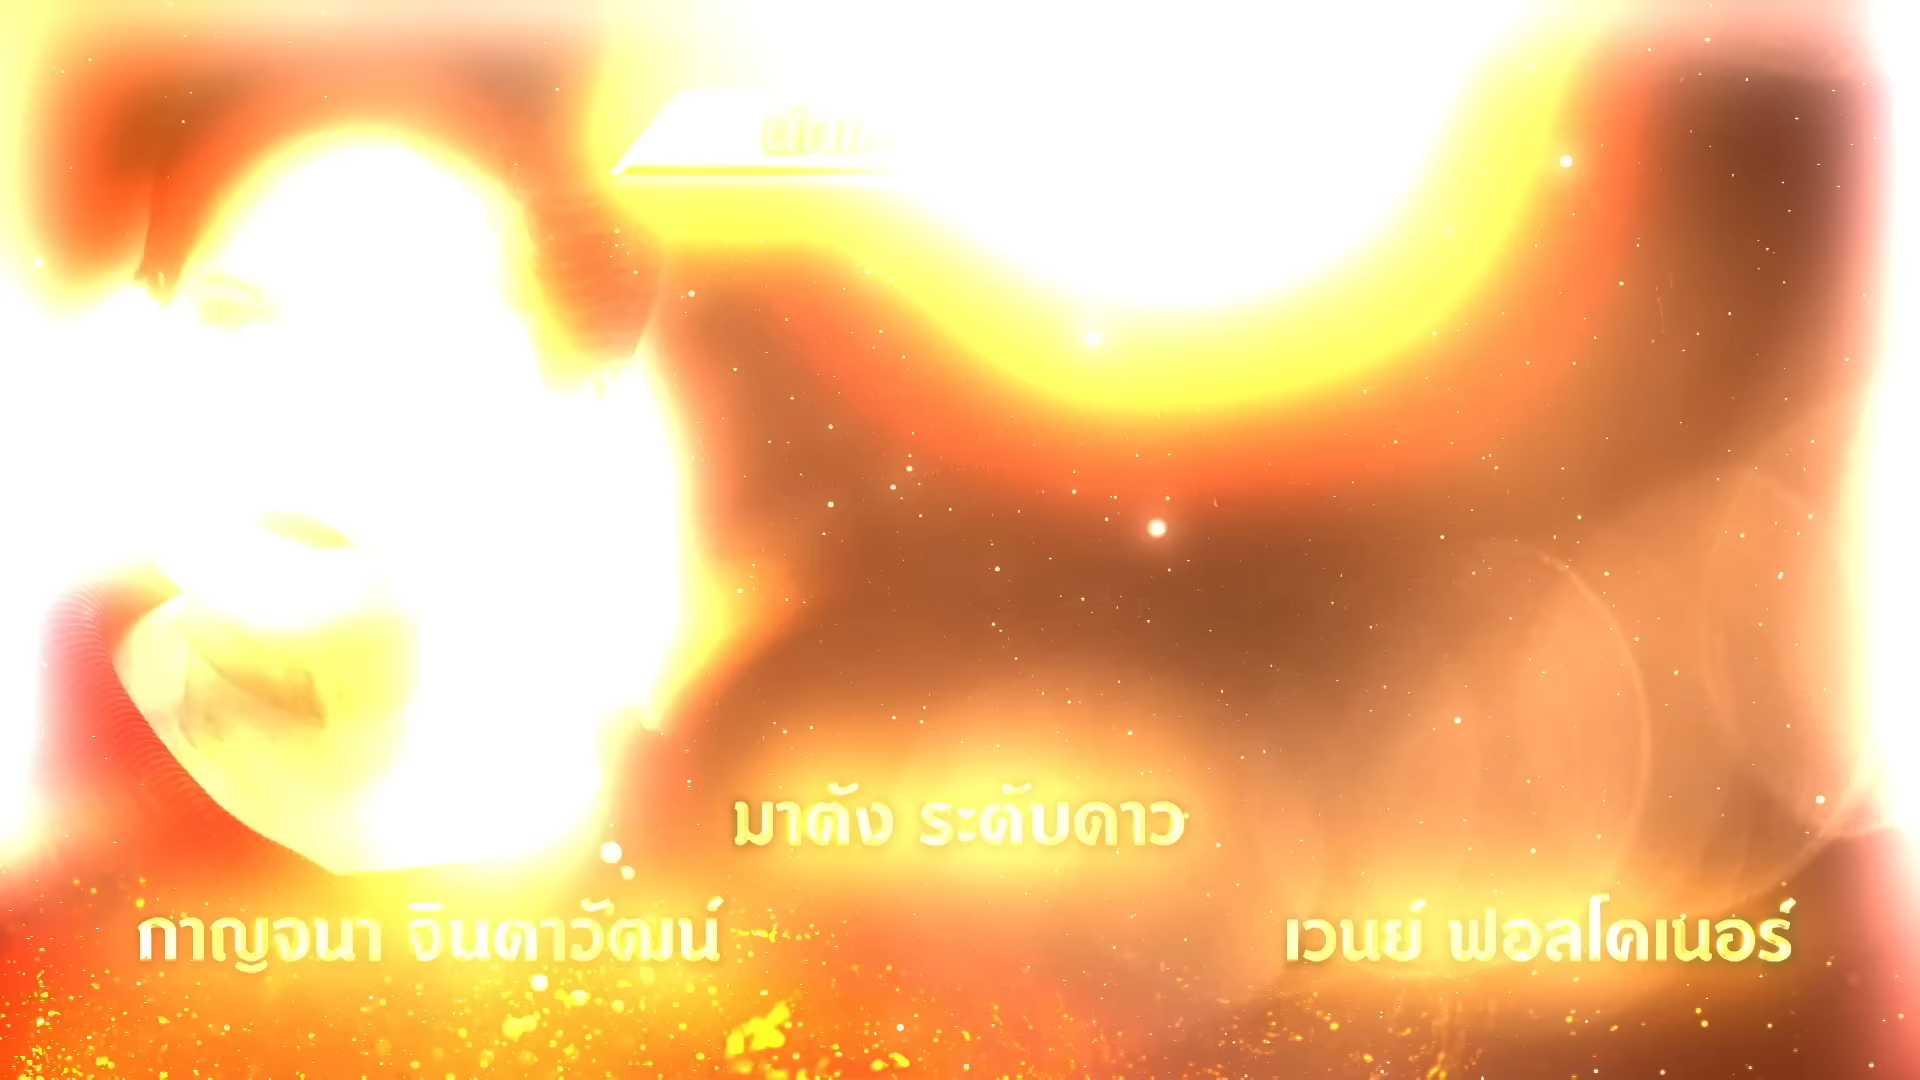 มาตัง ระดับดาว
กาญจนา จินดาวัฒน์
เวนย์ ฟอลโคเนอร์